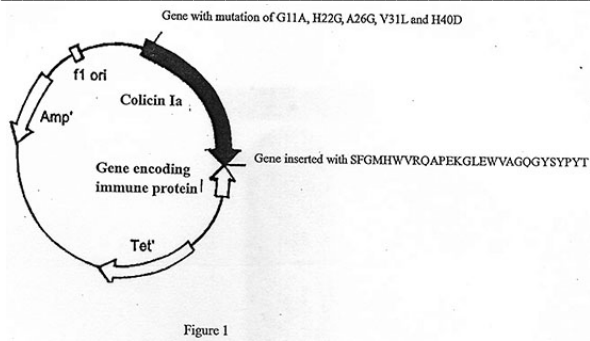 Gene with mutation of G11A, H22G, A26G, V31L and H40D
f1 ori
Colicin Ia
Amp'
Gene inserted with SFGMHWVRQAPEKGLEWVAGQGYSYPYT
Gene encoding
immune protein
Tet'
Figure 1